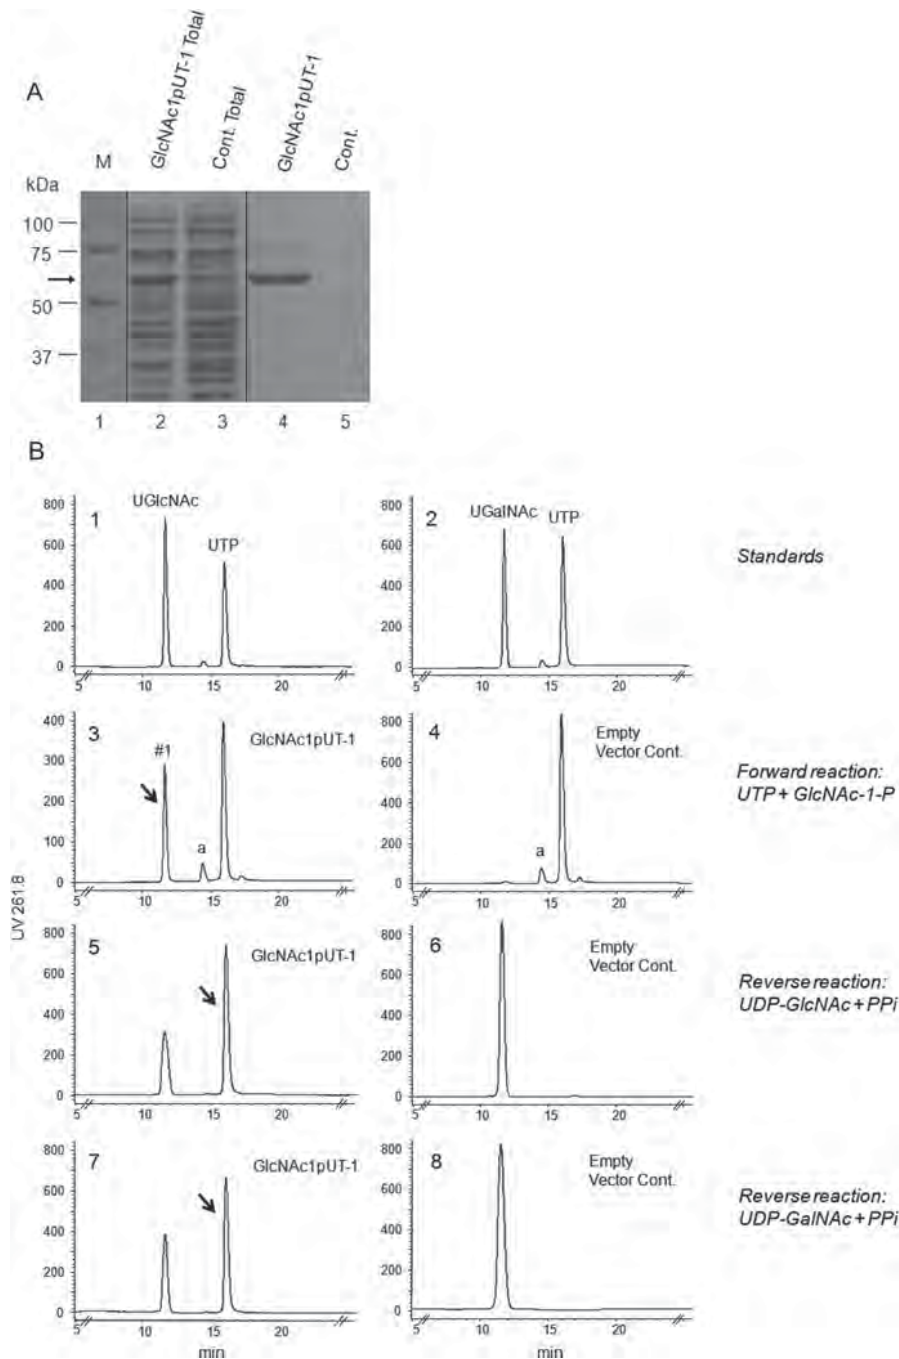 A
M
GlcNAc1pUT-1 Total
Cont. Total
GlcNAc1pUT-1
Cont.
kDa
100
75
50
37
1 2 3 4 5
B
1
UGlcNAc
UTP
800
600
400
200
0
5 10 15 20
2
UGalNAc
UTP
800
600
400
200
0
5 10 15 20
Standards
3
#1
a
GlcNAc1pUT-1
400
300
200
100
0
5 10 15 20
4
a
Empty
Vector Cont.
800
600
400
200
0
5 10 15 20
Forward reaction:
UTP + GlcNAc-1-P
UV 261.8
5
GlcNAc1pUT-1
800
600
400
200
0
5 10 15 20
6
Empty
Vector Cont.
800
600
400
200
0
5 10 15 20
Reverse reaction:
UDP-GlcNAc + PPi
7
GlcNAc1pUT-1
800
600
400
200
0
5 10 15 20
min
8
Empty
Vector Cont.
800
600
400
200
0
5 10 15 20
min
Reverse reaction:
UDP-GalNAc + PPi